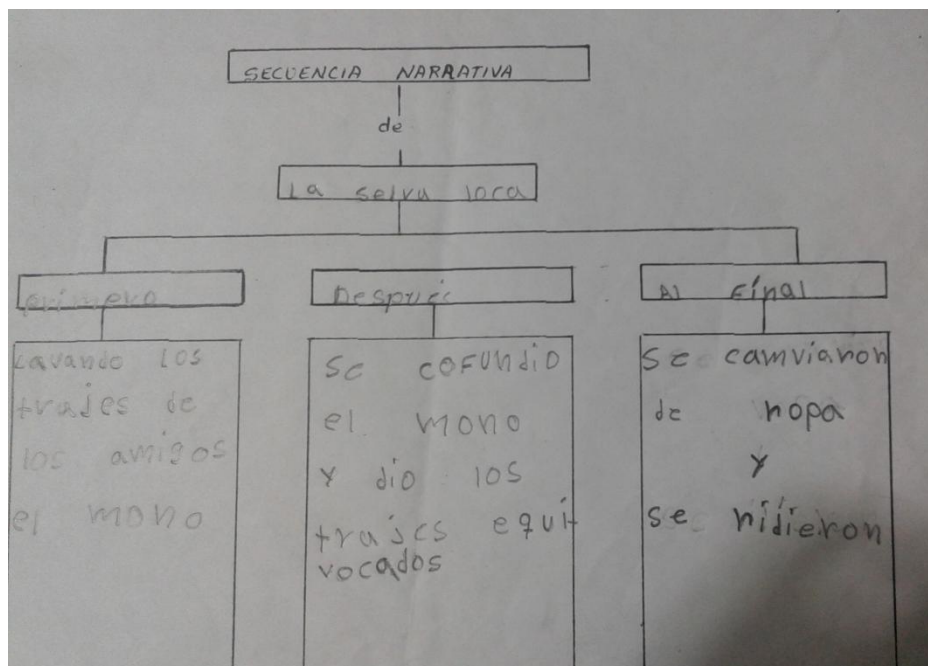 SECUENCIA NARRATIVA
de
La selva loca
primero
Después
Al Final
Lavando los
trajes de
los amigos
el mono
se cofundio
el mono
y dio los
trajes equi
vocados
Se camviaron
de ropa
y
se ridieron